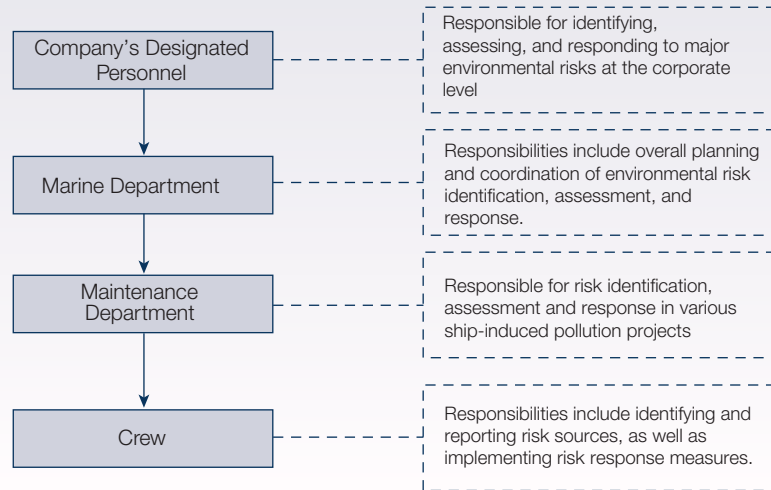 Company's Designated
Personnel
Responsible for identifying,
assessing, and responding to major
environmental risks at the corporate
level
Marine Department
Responsibilities include overall planning
and coordination of environmental risk
identification, assessment, and
response.
Maintenance
Department
Responsible for risk identification,
assessment and response in various
ship-induced pollution projects
Crew
Responsibilities include identifying and
reporting risk sources, as well as
implementing risk response measures.